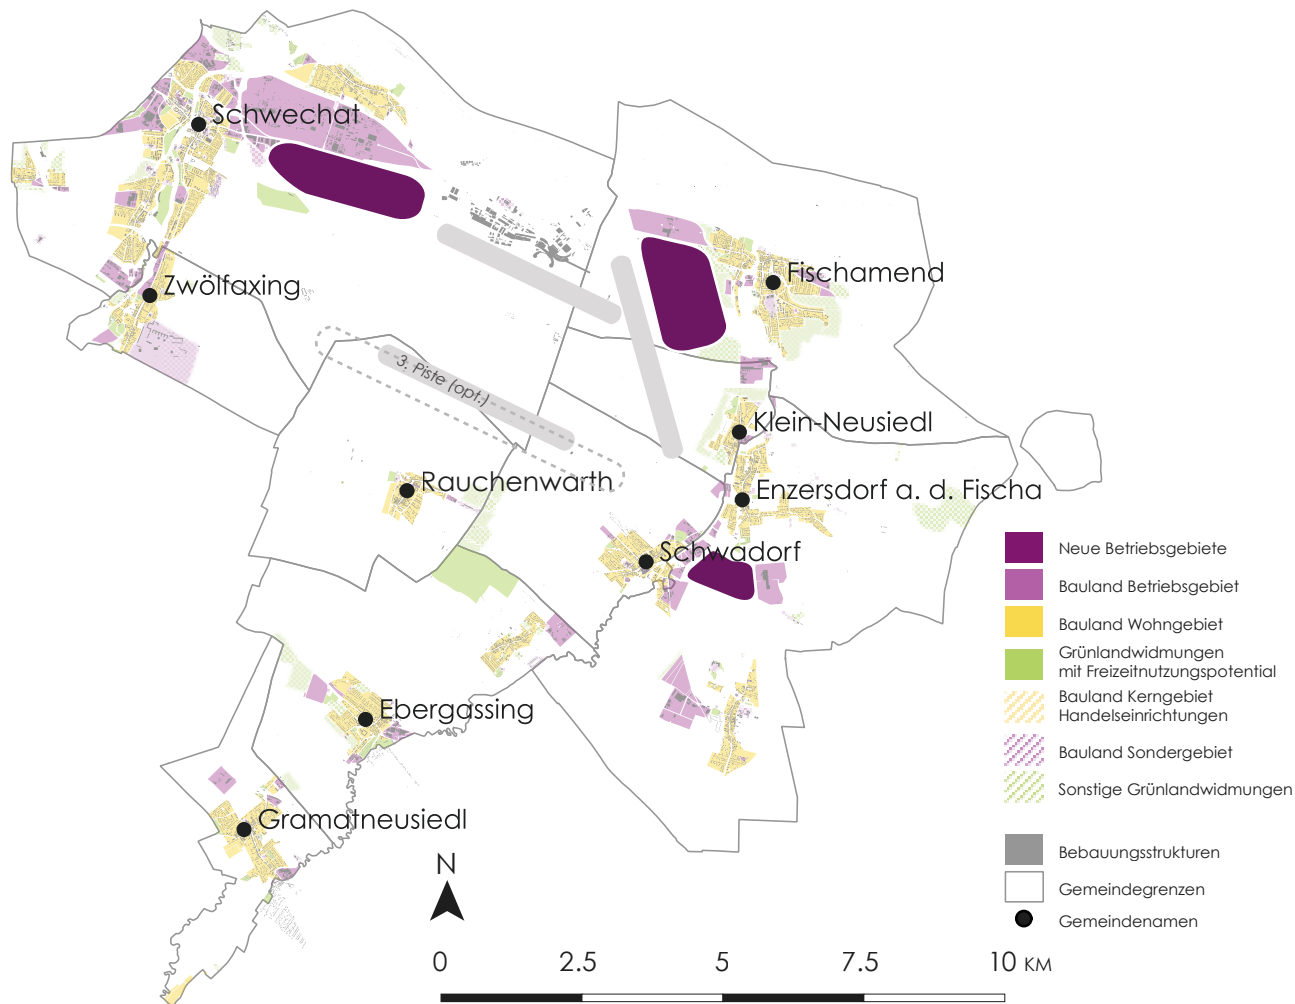 Schwechat
Fischamend
Zwölfaxing
3. Piste (opt.)
Klein-Neusiedl
Rauchenwarth
Enzersdorf a. d. Fischa
Schwadorf
Ebergassing
Gramatneusiedl
Neue Betriebsgebiete
Bauland Betriebsgebiet
Bauland Wohngebiet
Grünlandwidmungen
mit Freizeitnutzungspotential
Bauland Kerngebiet
Handelseinrichtungen
Bauland Sondergebiet
Sonstige Grünlandwidmungen
Bebauungsstrukturen
Gemeindegrenzen
Gemeindenamen
N
0 2.5 5 7.5 10 KM